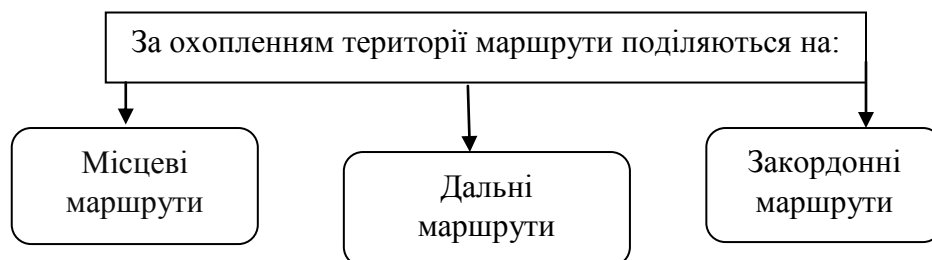 За охопленням території маршрути поділяються на:
Місцеві
маршрути
Дальні
маршрути
Закордонні
маршрути